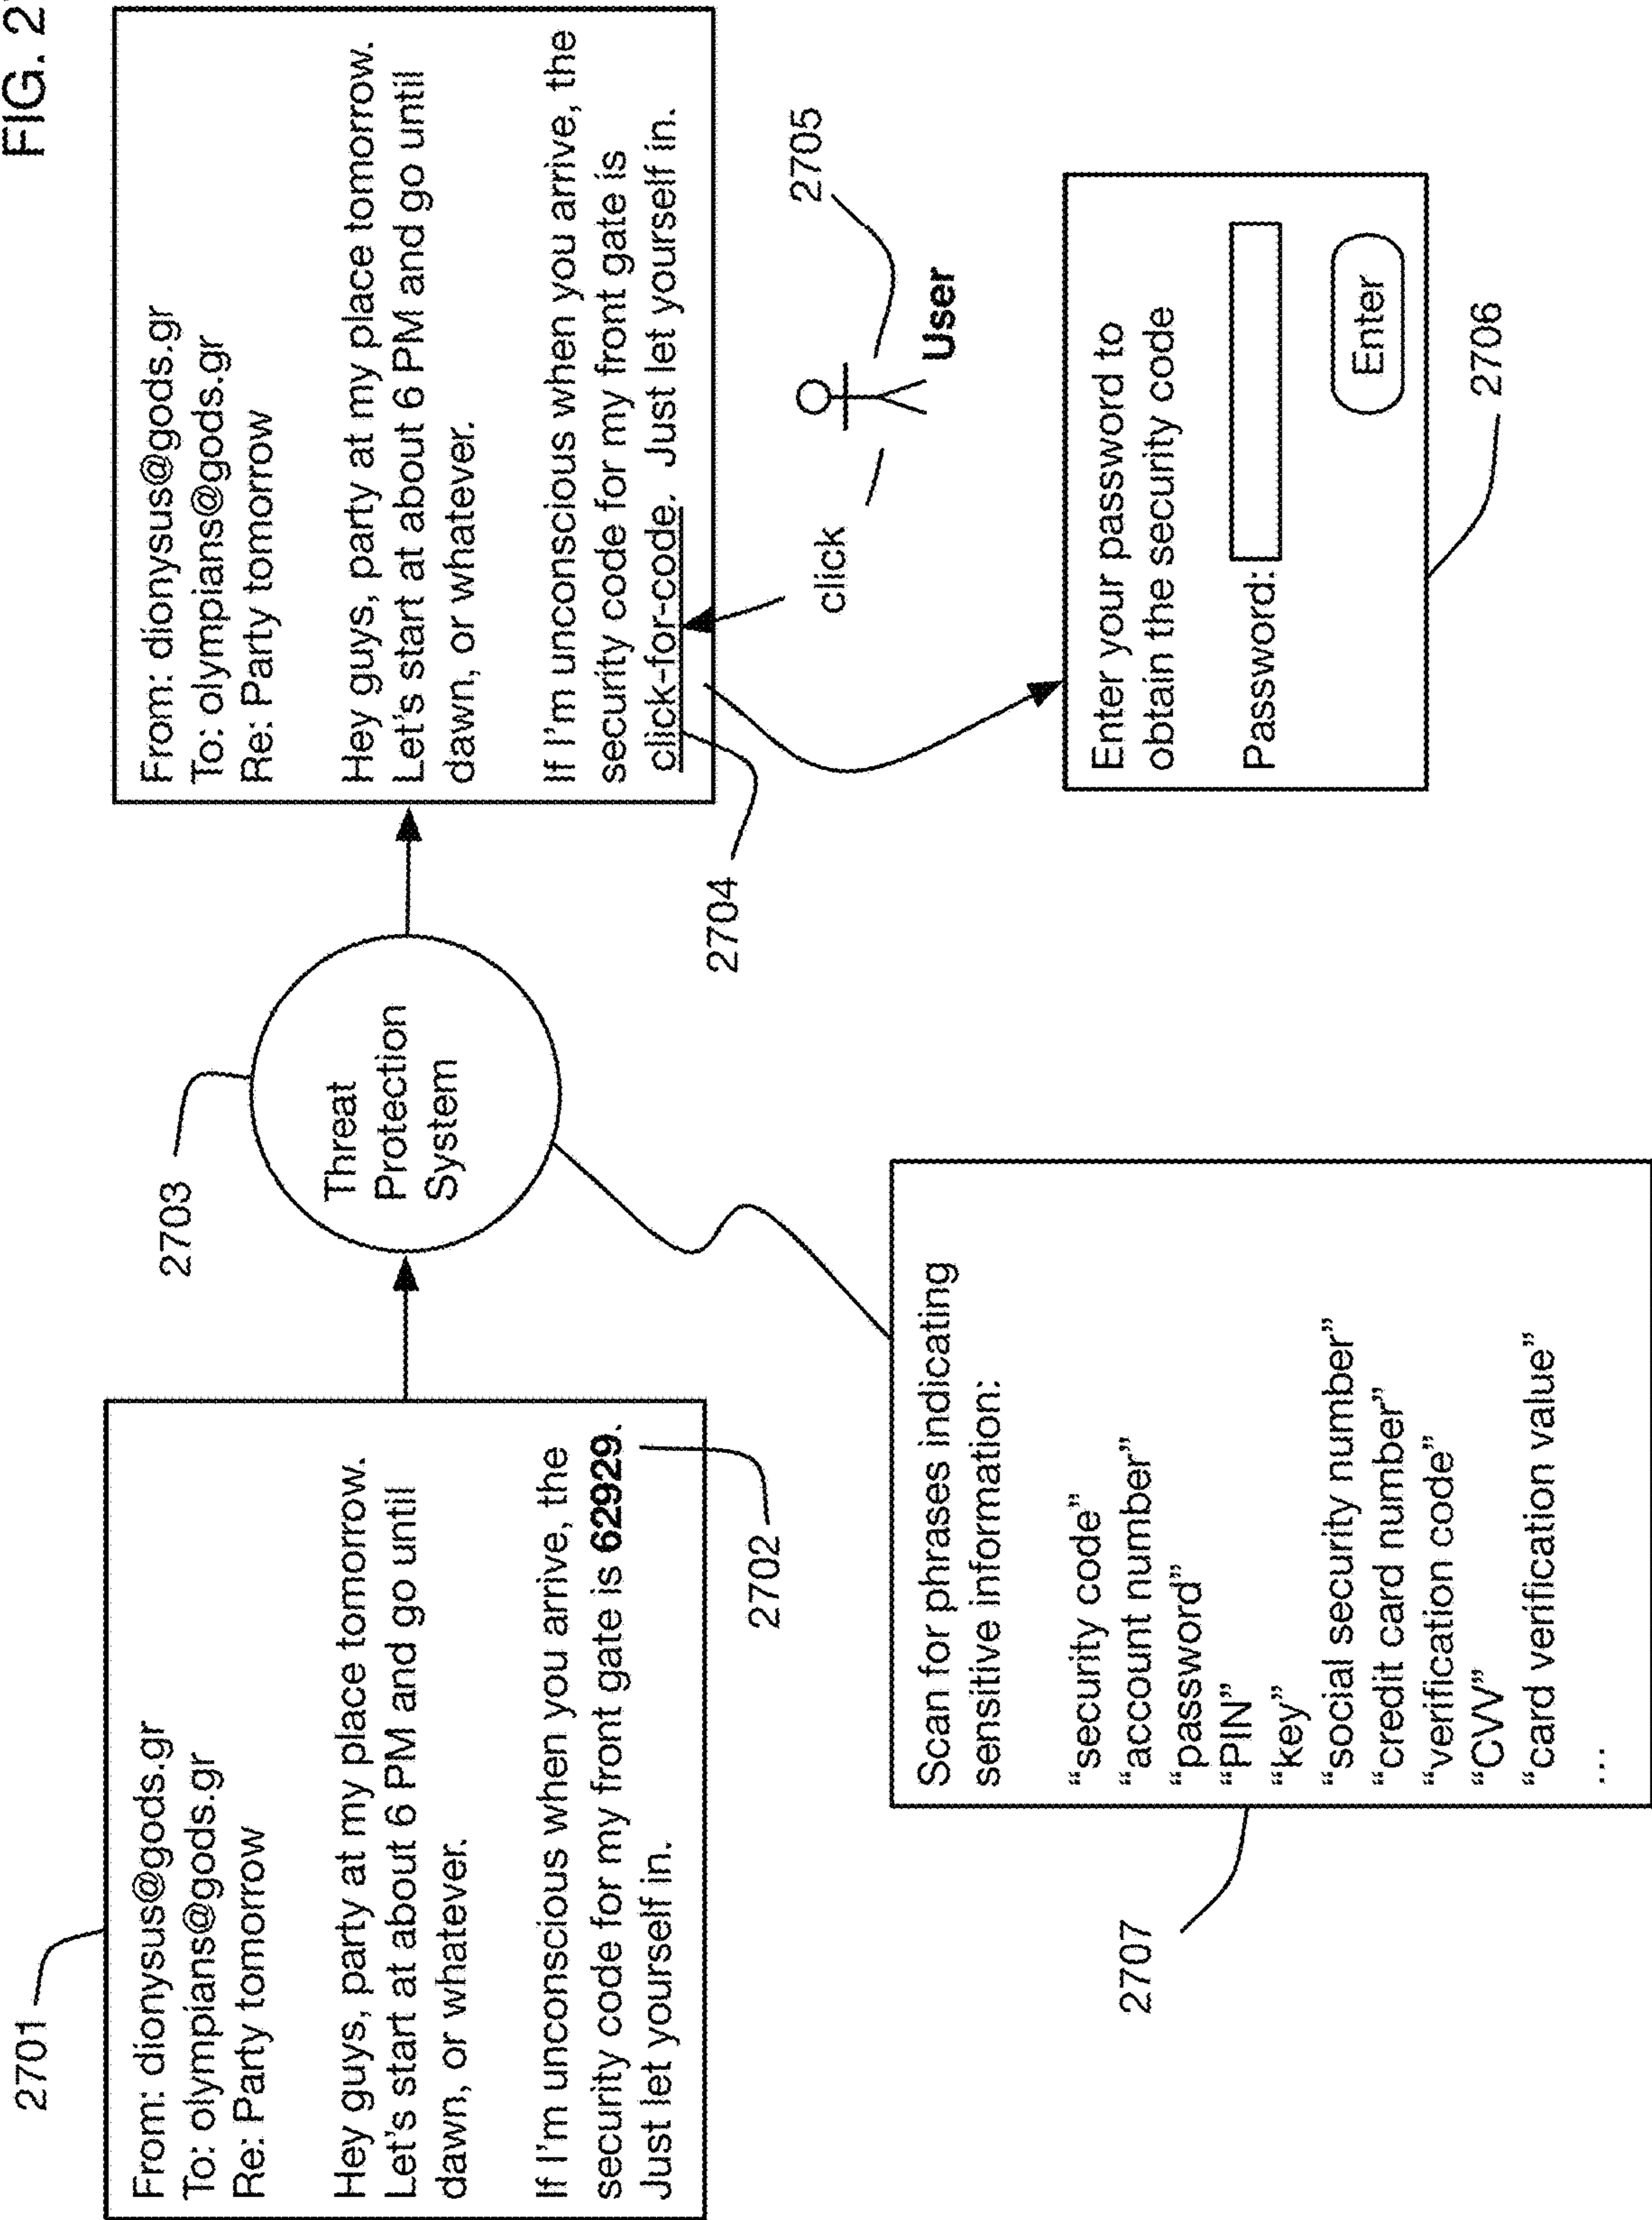 FIG. 2
2701
From: dionysus@gods.gr
To: olympians@gods.gr
Re: Party tomorrow
Hey guys, party at my place tomorrow.
Let's start at about 6 PM and go until
dawn, or whatever.
If I'm unconscious when you arrive, the
security code for my front gate is 62929.
Just let yourself in.
2702
2703
Threat
Protection
System
From: dionysus@gods.gr
To: olympians@gods.gr
Re: Party tomorrow
Hey guys, party at my place tomorrow.
Let's start at about 6 PM and go until
dawn, or whatever.
If I'm unconscious when you arrive, the
security code for my front gate is
click-for-code. Just let yourself in.
2704
click
User
2705
2707
Scan for phrases indicating
sensitive information:
“security code”
“account number”
“password”
“PIN”
“key”
“social security number”
“credit card number”
“verification code”
“CVV”
“card verification value”
...
Enter your password to
obtain the security code
Password:
Enter
2706